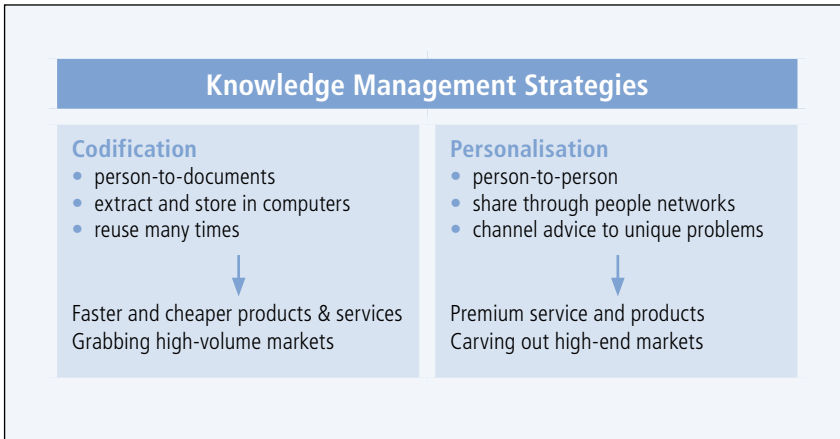 Knowledge Management Strategies
Codification
• person-to-documents
• extract and store in computers
• reuse many times
Faster and cheaper products & services
Grabbing high-volume markets
Personalisation
• person-to-person
• share through people networks
• channel advice to unique problems
Premium service and products
Carving out high-end markets